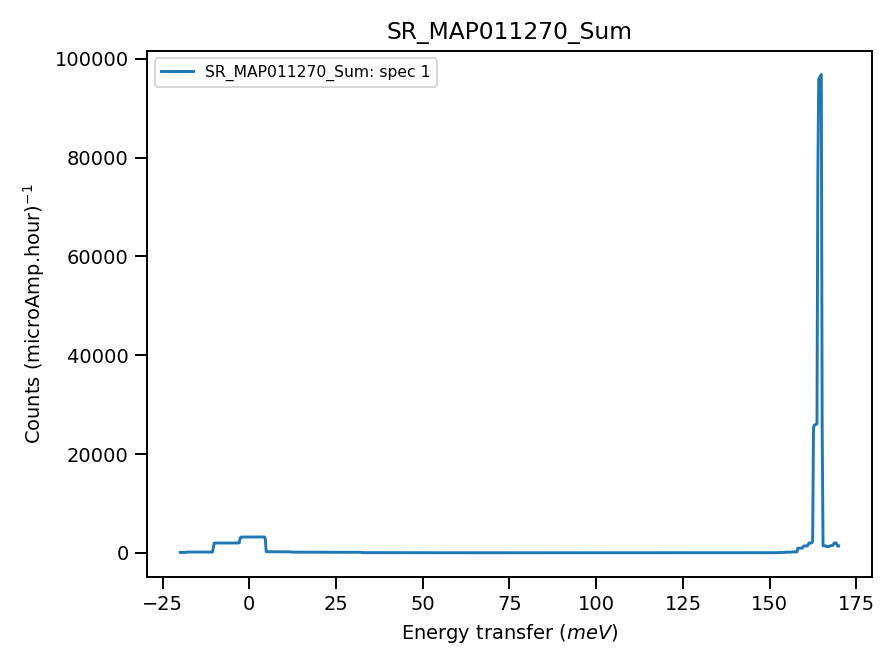 SR_MAP011270_Sum
SR_MAP011270_Sum: spec 1
Counts (microAmp.hour)⁻¹
100000
80000
60000
40000
20000
0
−25 0 25 50 75 100 125 150 175
Energy transfer (meV)